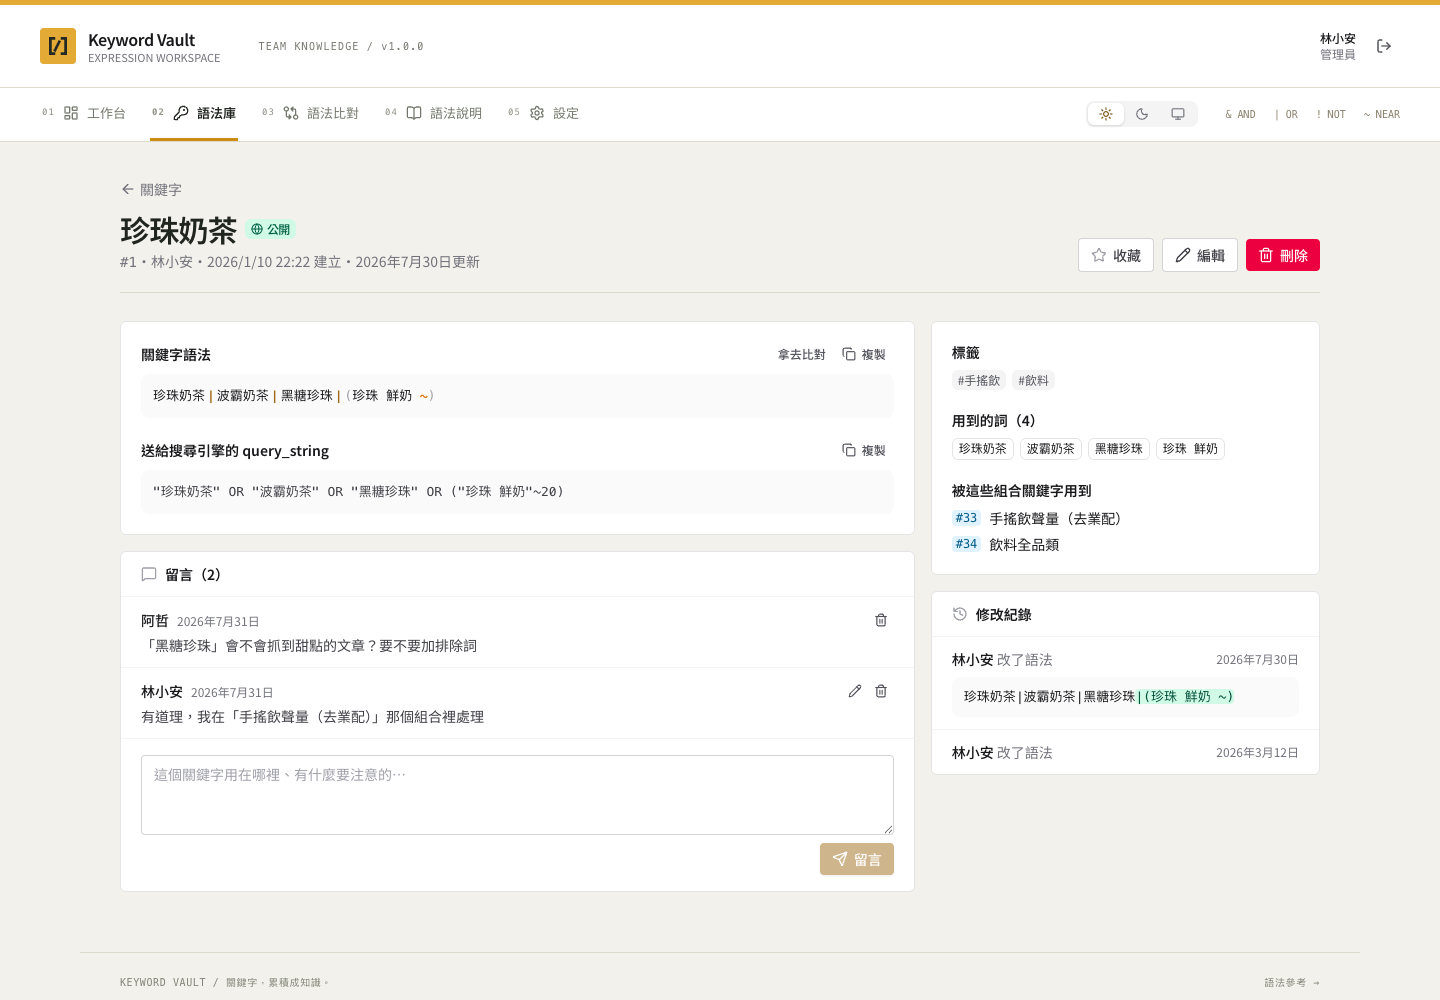 Keyword Vault
EXPRESSION WORKSPACE
TEAM KNOWLEDGE / v1.0.0
林小安
管理員
01 工作台
02 語法庫
03 語法比對
04 語法說明
05 設定
& AND | OR ! NOT ~ NEAR
關鍵字
珍珠奶茶 公開
#1・林小安・2026/1/10 22:22 建立・2026年7月30日更新
收藏
編輯
刪除
關鍵字語法
拿去比對
複製
珍珠奶茶|波霸奶茶|黑糖珍珠|(珍珠 鮮奶 ~)
送給搜尋引擎的 query_string
複製
"珍珠奶茶" OR "波霸奶茶" OR "黑糖珍珠" OR ("珍珠 鮮奶"~20)
留言（2）
阿哲 2026年7月31日
「黑糖珍珠」會不會抓到甜點的文章？要不要加排除詞
林小安 2026年7月31日
有道理，我在「手搖飲聲量（去業配）」那個組合裡處理
這個關鍵字用在哪裡、有什麼要注意的…
留言
標籤
#手搖飲 #飲料
用到的詞（4）
珍珠奶茶 波霸奶茶 黑糖珍珠 珍珠 鮮奶
被這些組合關鍵字用到
#33 手搖飲聲量（去業配）
#34 飲料全品類
修改紀錄
林小安 改了語法 2026年7月30日
珍珠奶茶|波霸奶茶|黑糖珍珠|(珍珠 鮮奶 ~)
林小安 改了語法 2026年3月12日
KEYWORD VAULT / 關鍵字，累積成知識。
語法參考 →